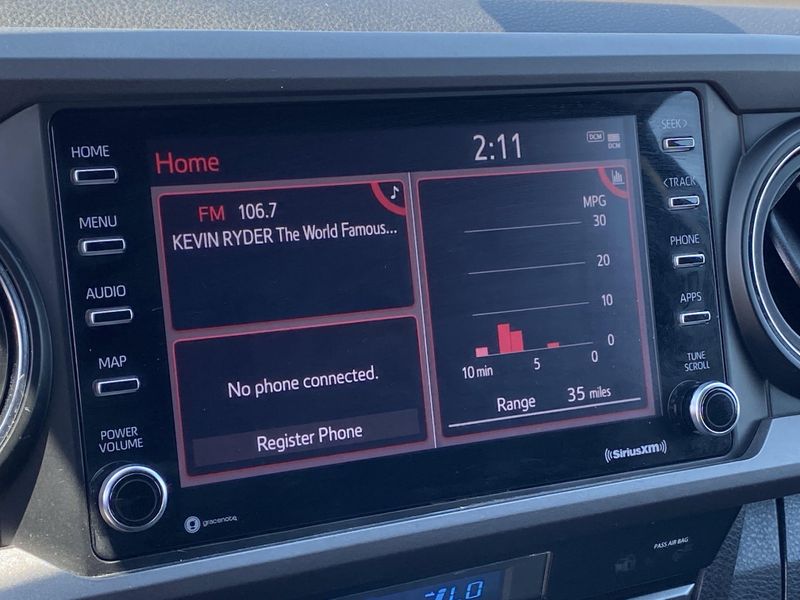 HOME
MENU
AUDIO
MAP
POWER
VOLUME
Home
2:11
DCM
DCM
FM 106.7
KEVIN RYDER The World Famous...
No phone connected.
Register Phone
MPG
30
20
10
0
10 min 5 0
Range 35 miles
SEEK>
<TRACK
PHONE
APPS
TUNE
SCROLL
SiriusXM
gracenote
PASS AIR BAG
LO